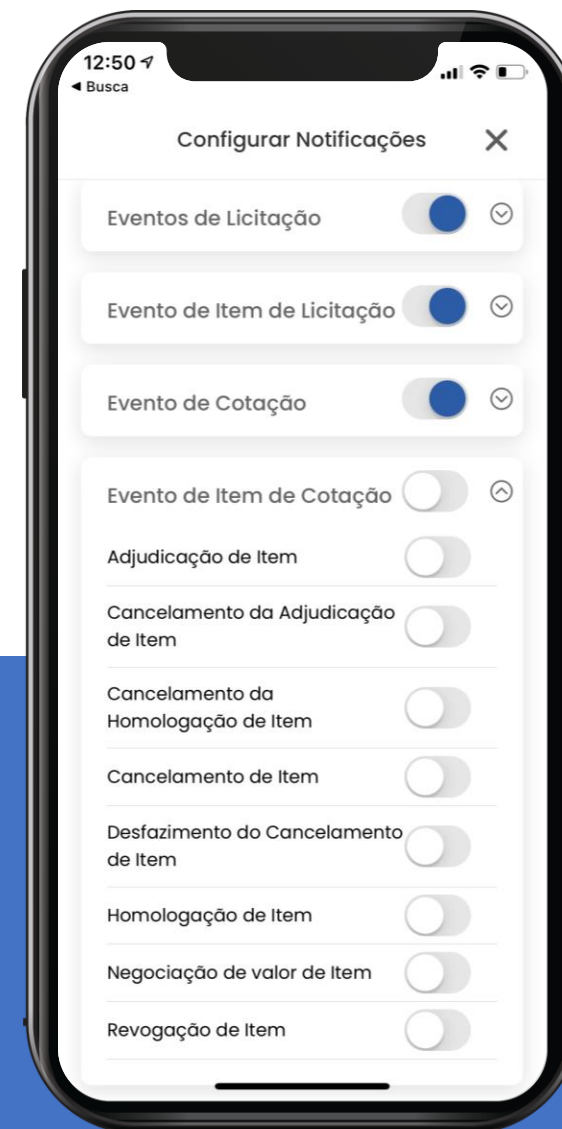 12:50
Busca
Configurar Notificações
Eventos de Licitação
Evento de Item de Licitação
Evento de Cotação
Evento de Item de Cotação
Adjudicação de Item
Cancelamento da Adjudicação
de Item
Cancelamento da
Homologação de Item
Cancelamento de Item
Desfazimento do Cancelamento
de Item
Homologação de Item
Negociação de valor de Item
Revogação de Item